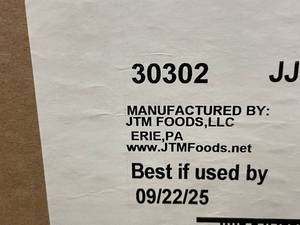 30302 JJ
MANUFACTURED BY:
JTM FOODS,LLC
ERIE,PA
www.JTMFoods.net
Best if used by
09/22/25